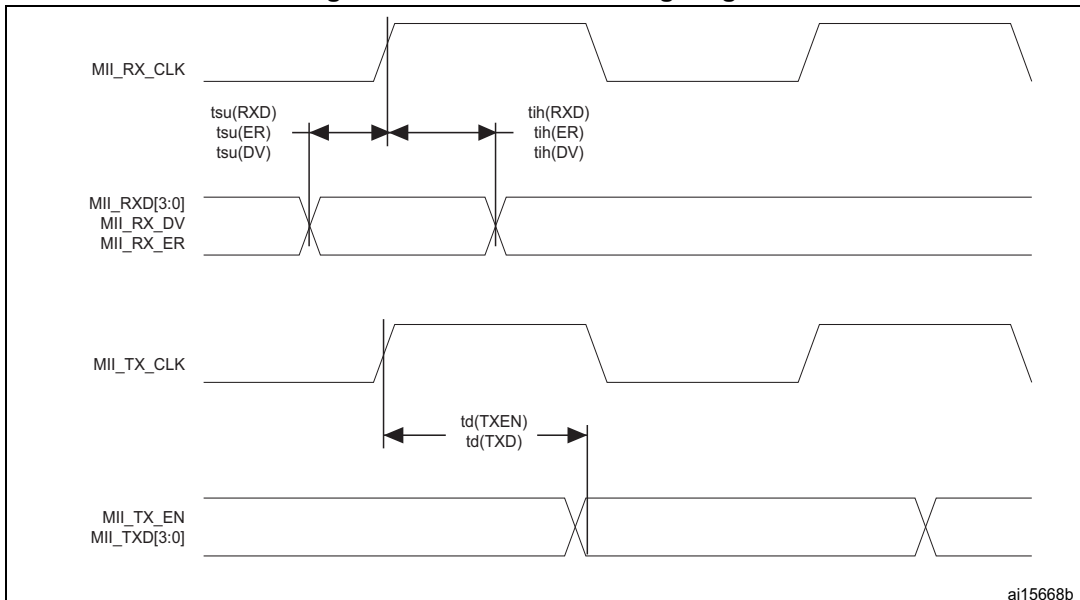 MII_RX_CLK
tsu(RXD)
tsu(ER)
tsu(DV)
tih(RXD)
tih(ER)
tih(DV)
MII_RXD[3:0]
MII_RX_DV
MII_RX_ER
MII_TX_CLK
td(TXEN)
td(TXD)
MII_TX_EN
MII_TXD[3:0]
ai15668b